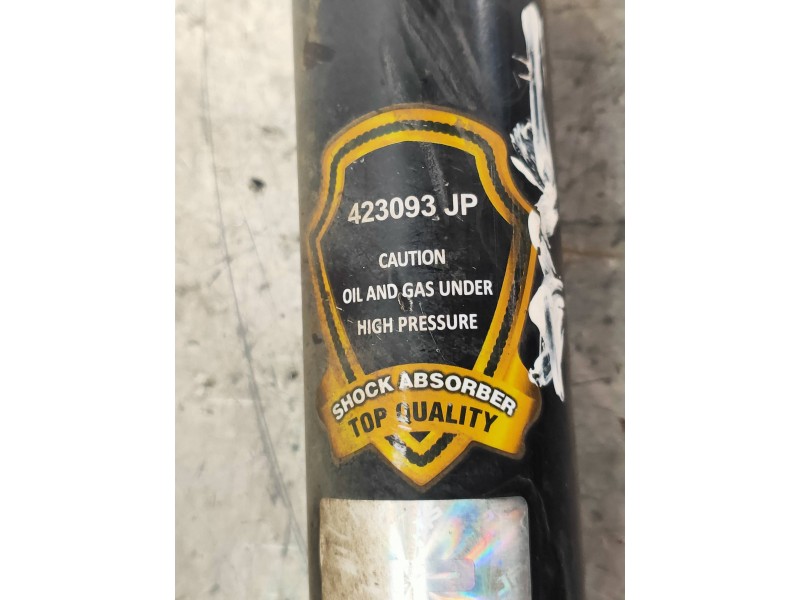 423093 JP
CAUTION
OIL AND GAS UNDER
HIGH PRESSURE
SHOCK ABSORBER
TOP QUALITY